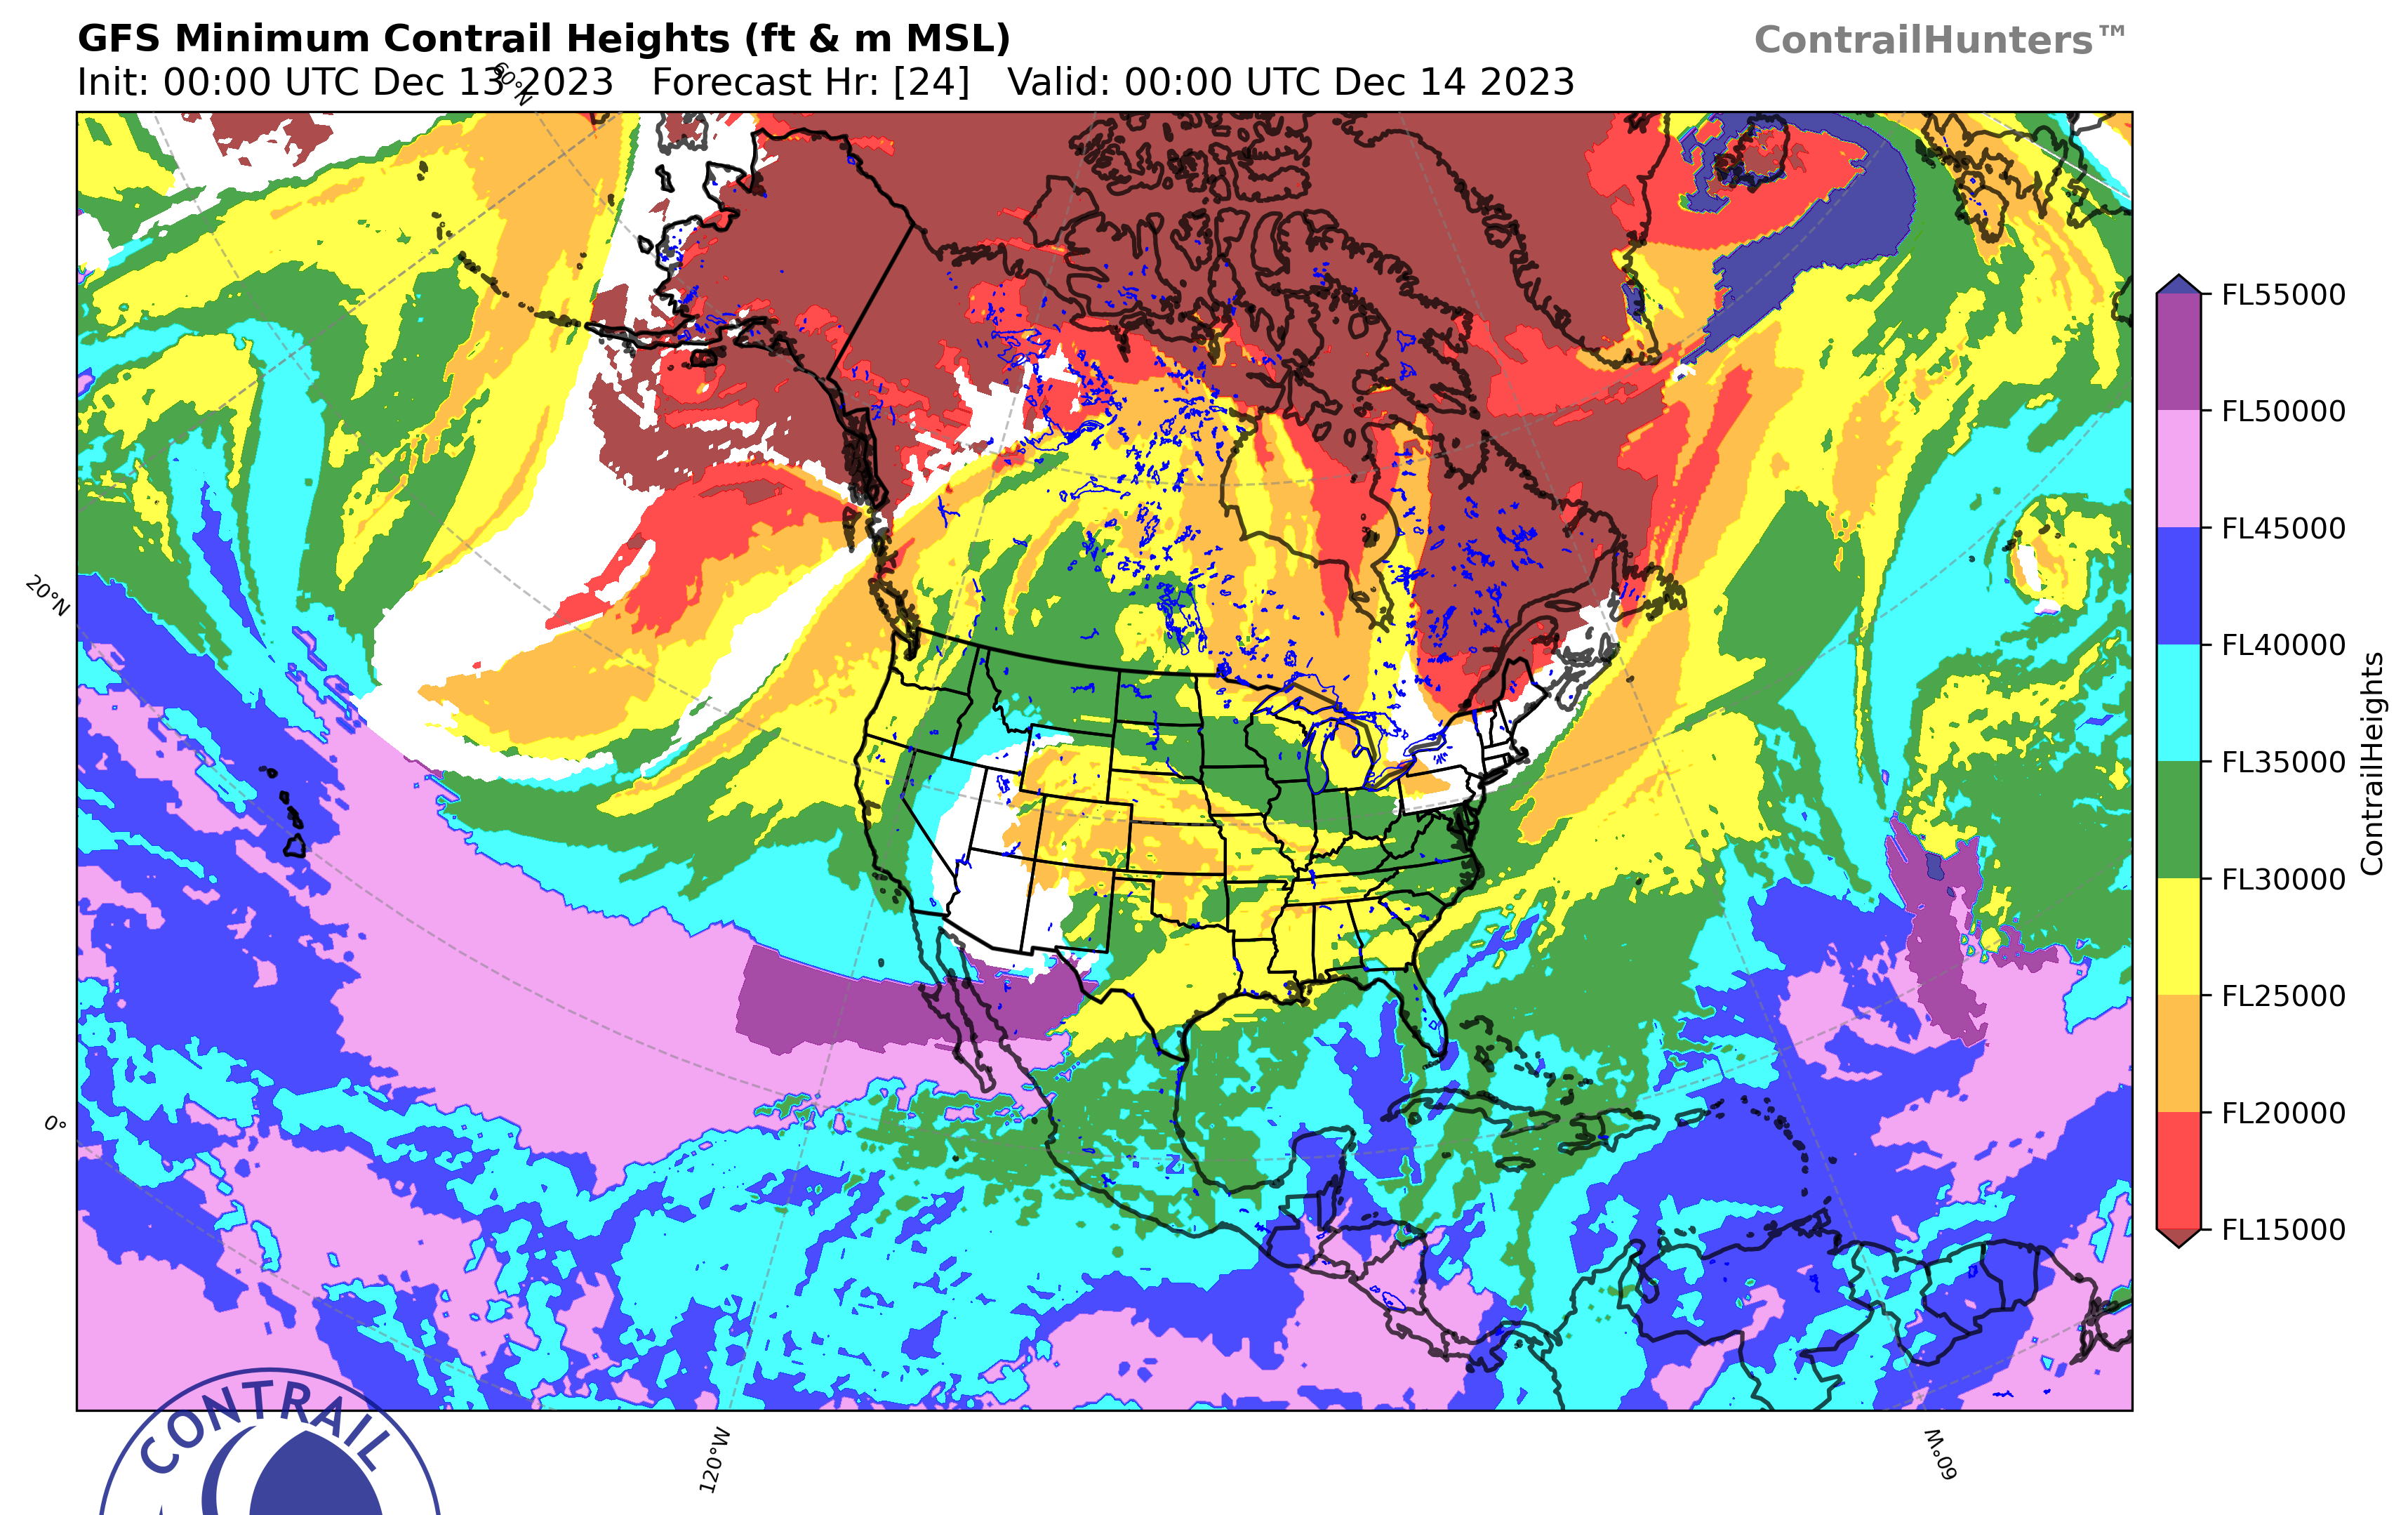 GFS Minimum Contrail Heights (ft & m MSL)
ContrailHunters™
Init: 00:00 UTC Dec 13 2023 Forecast Hr: [24] Valid: 00:00 UTC Dec 14 2023
60°N
20°N
0°
120°W
60°W
FL55000
FL50000
FL45000
FL40000
FL35000
FL30000
FL25000
FL20000
FL15000
ContrailHeights
CONTRAIL